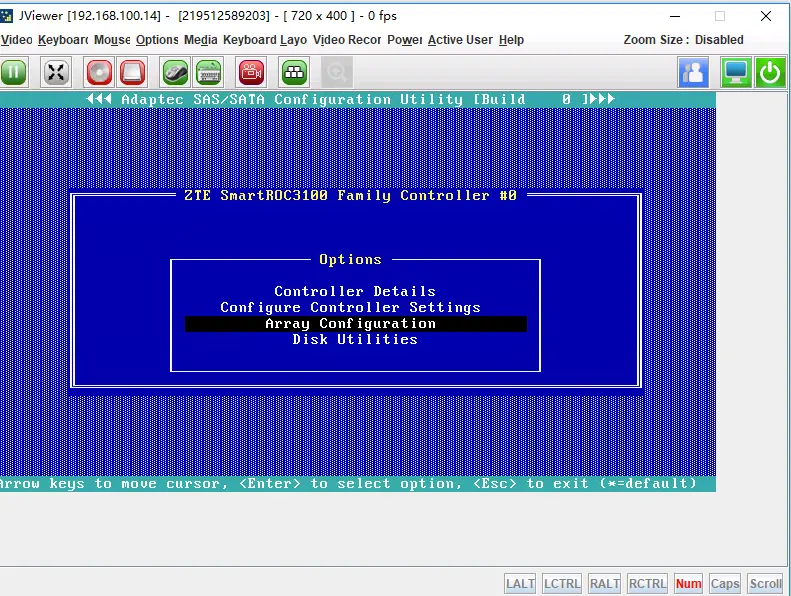 JViewer [192.168.100.14] - [219512589203] - [ 720 x 400 ] - 0 fps
Video Keyboard Mouse Options Media Keyboard Layo Video Recor Power Active User Help Zoom Size : Disabled
Adaptec SAS/SATA Configuration Utility [Build 0 ]
ZTE SmartROC3100 Family Controller #0
Options
Controller Details
Configure Controller Settings
Array Configuration
Disk Utilities
Arrow keys to move cursor, <Enter> to select option, <Esc> to exit (*=default)
LALT LCTRL RALT RCTRL Num Caps Scroll